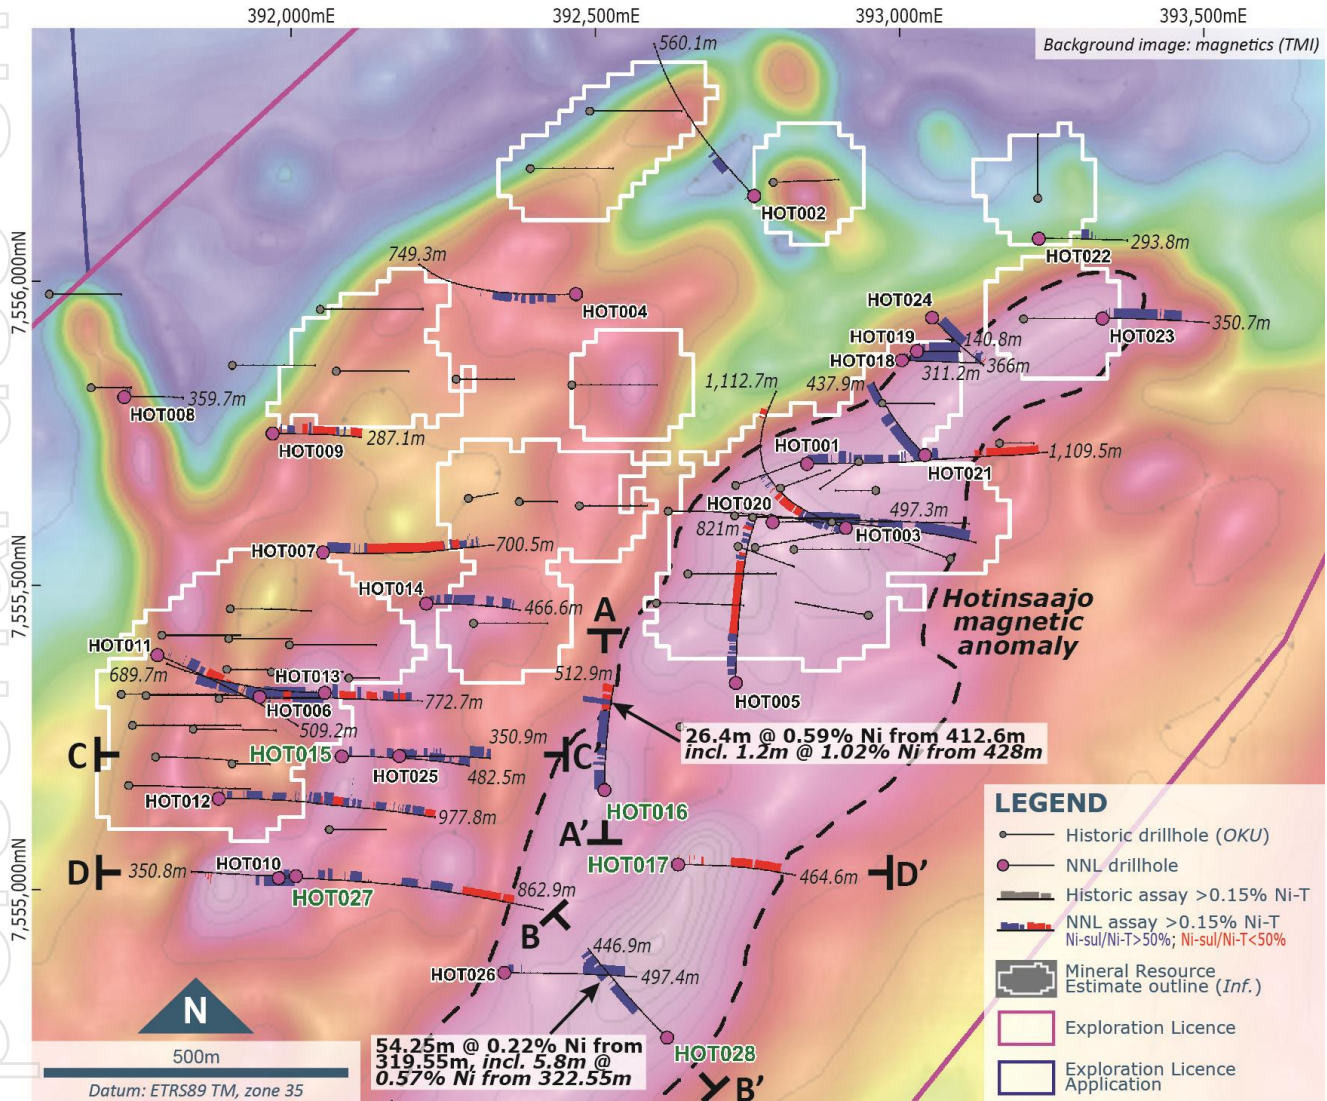 392,000mE
392,500mE
393,000mE
393,500mE
Background image: magnetics (TMI)
560.1m
HOT002
293.8m
HOT022
7,556,000mN
749.3m
HOT004
HOT024
HOT019
HOT018
140.8m
366m
311.2m
HOT023
350.7m
HOT008
359.7m
HOT009
287.1m
1,112.7m
437.9m
HOT001
HOT021
1,109.5m
HOT020
497.3m
821m
HOT003
HOT007
700.5m
7,555,500mN
HOT014
466.6m
A
Hotinsaajo
magnetic
anomaly
HOT011
689.7m
HOT013
HOT006
772.7m
509.2m
512.9m
HOT005
26.4m @ 0.59% Ni from 412.6m
incl. 1.2m @ 1.02% Ni from 428m
C
HOT015
HOT025
350.9m
482.5m
C'
HOT012
977.8m
HOT016
A'
HOT017
464.6m
D
350.8m
HOT010
HOT027
862.9m
D'
7,555,000mN
B
HOT026
446.9m
497.4m
54.25m @ 0.22% Ni from
319.55m, incl. 5.8m @
0.57% Ni from 322.55m
HOT028
B'
N
500m
Datum: ETRS89 TM, zone 35
LEGEND
Historic drillhole (OKU)
NNL drillhole
Historic assay >0.15% Ni-T
NNL assay >0.15% Ni-T
Ni-sul/Ni-T>50%; Ni-sul/Ni-T<50%
Mineral Resource
Estimate outline (Inf.)
Exploration Licence
Exploration Licence
Application